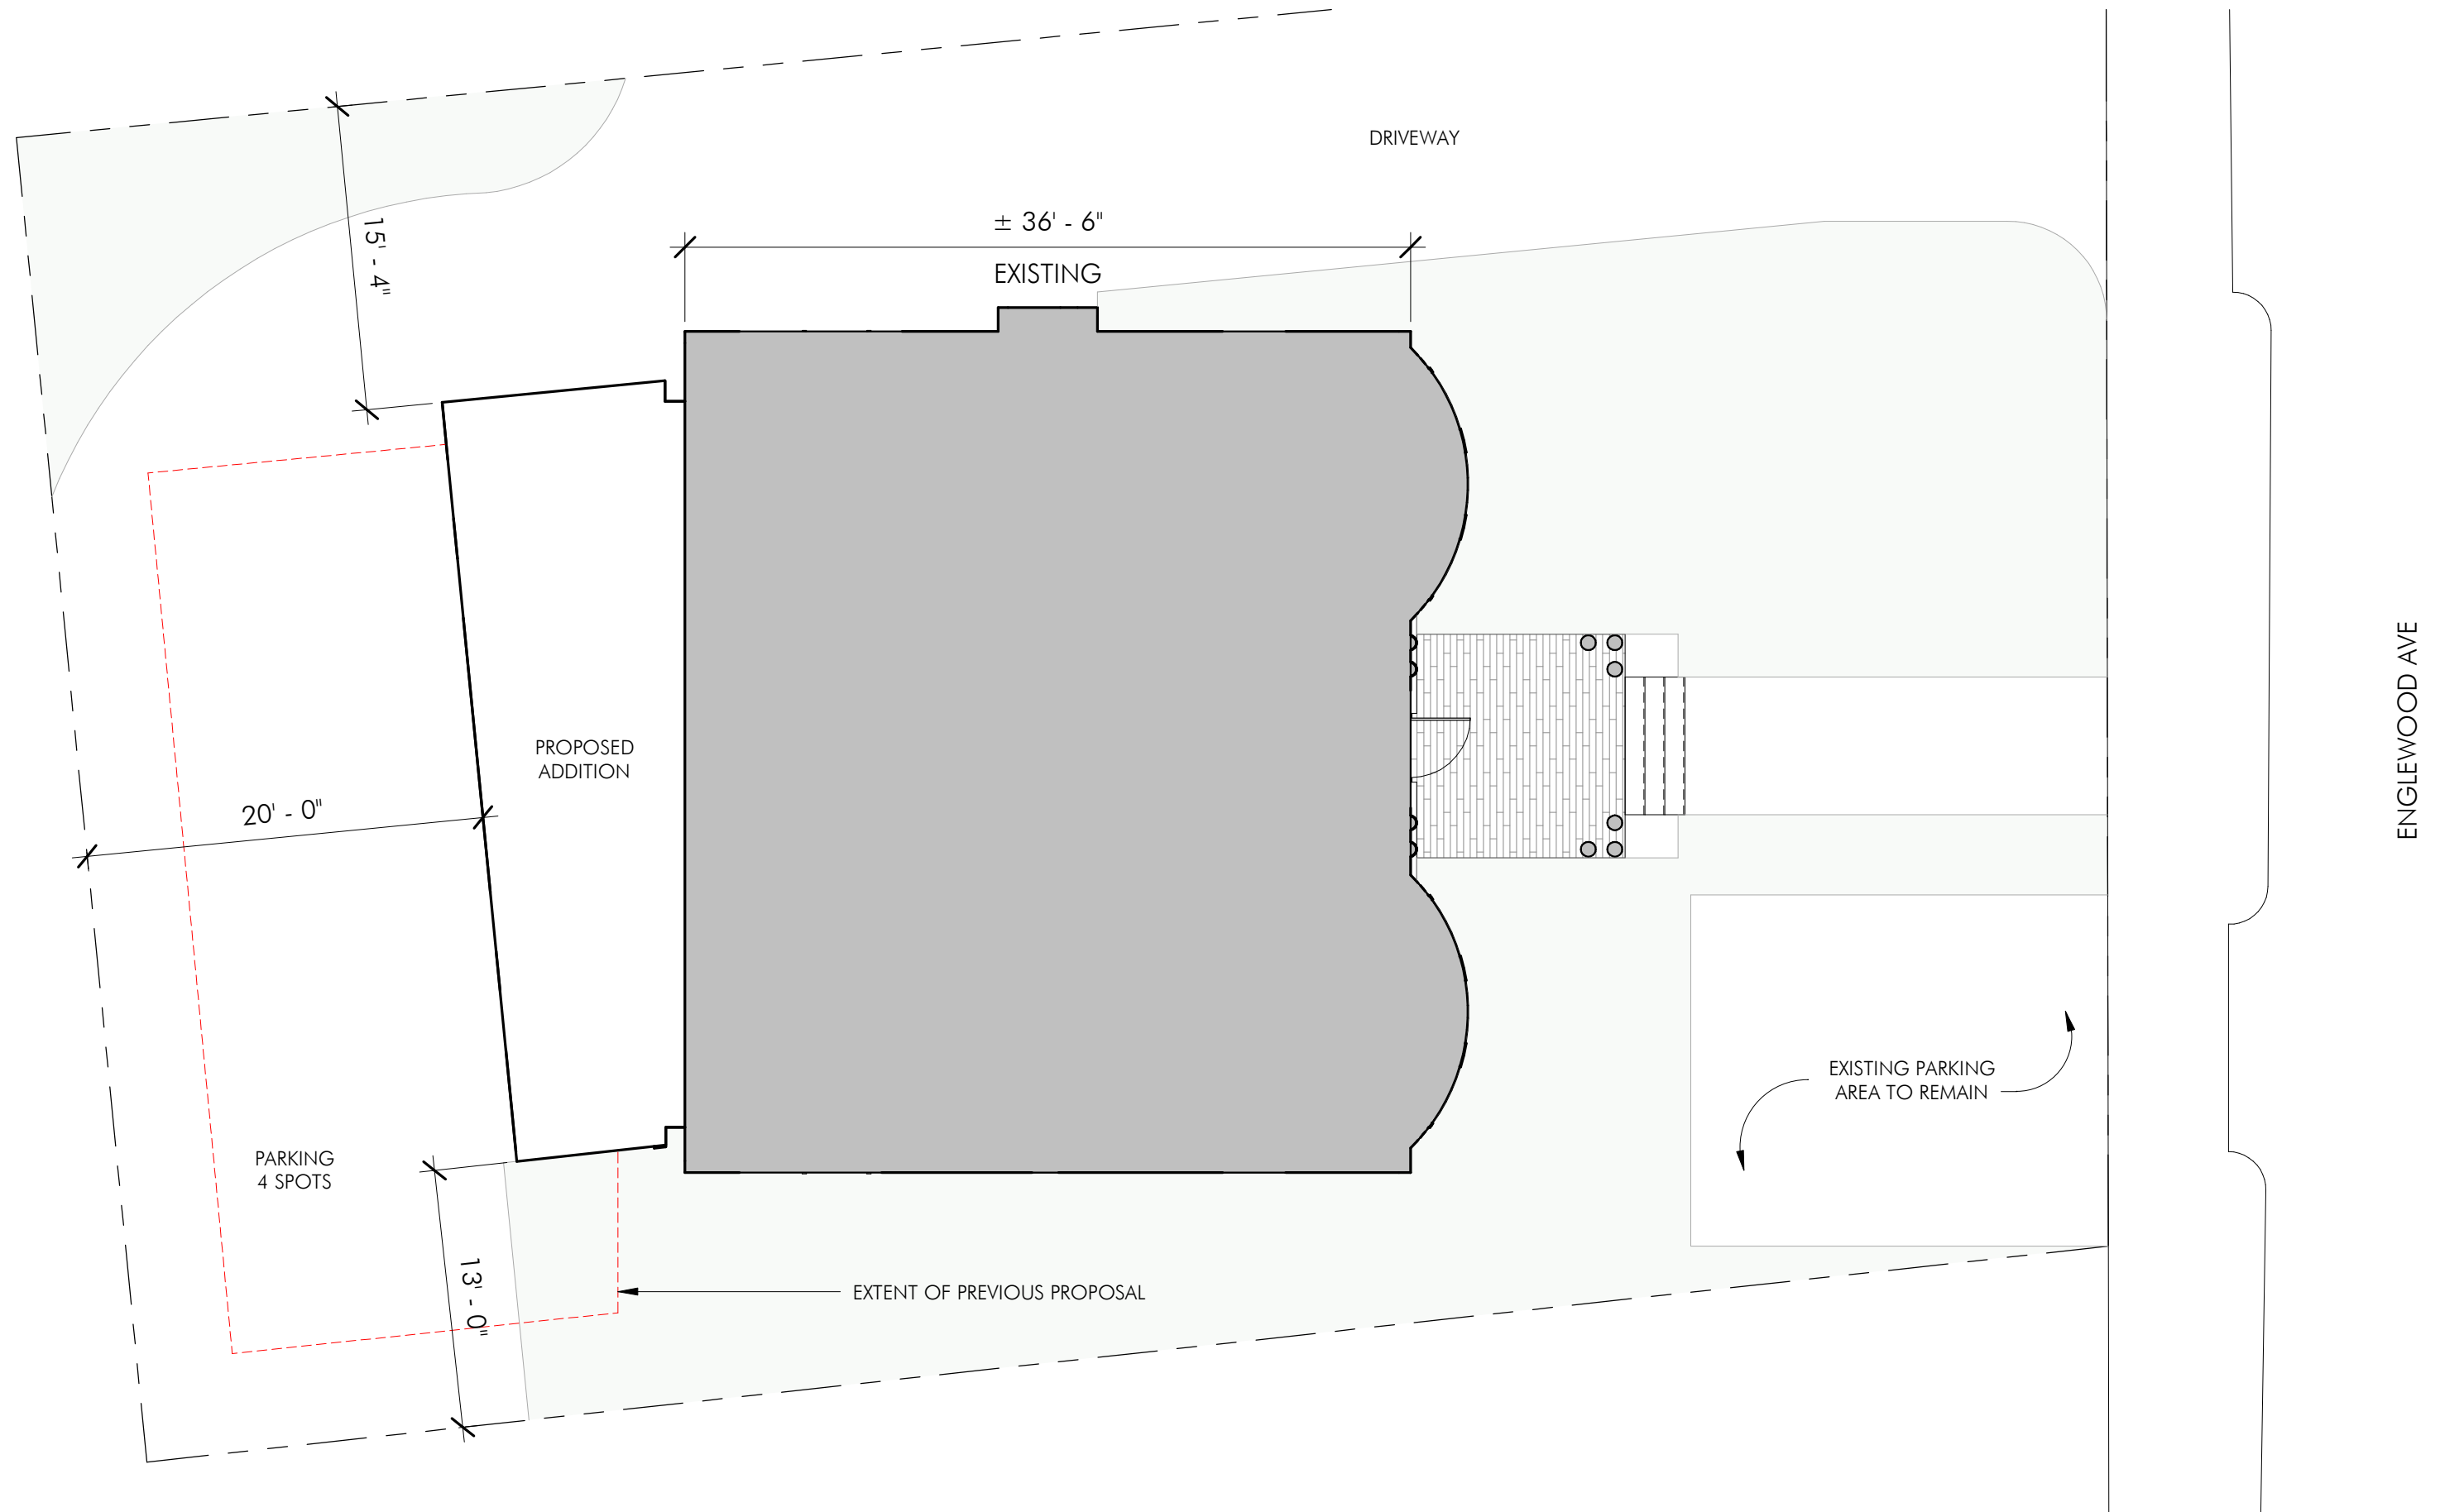 DRIVEWAY
± 36' - 6"
EXISTING
15' - 4"
PROPOSED
ADDITION
20' - 0"
ENGLEWOOD AVE
EXISTING PARKING
AREA TO REMAIN
PARKING
4 SPOTS
13' - 0"
EXTENT OF PREVIOUS PROPOSAL